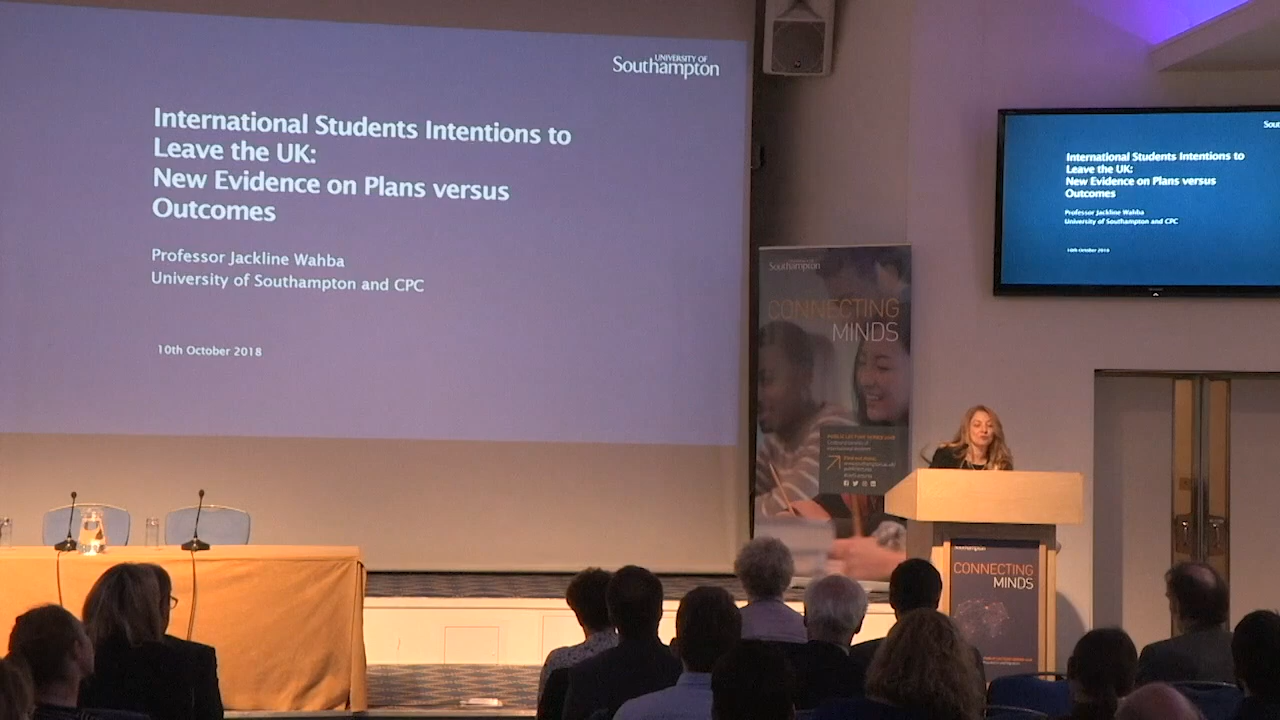 UNIVERSITY OF
Southampton
International Students Intentions to
Leave the UK:
New Evidence on Plans versus
Outcomes
Professor Jackline Wahba
University of Southampton and CPC
10th October 2018
International Students Intentions to
Leave the UK:
New Evidence on Plans versus
Outcomes
Professor Jackline Wahba
University of Southampton and CPC
10th October 2018
Southampton
CONNECTING
MINDS
Southampton
CONNECTING
MINDS